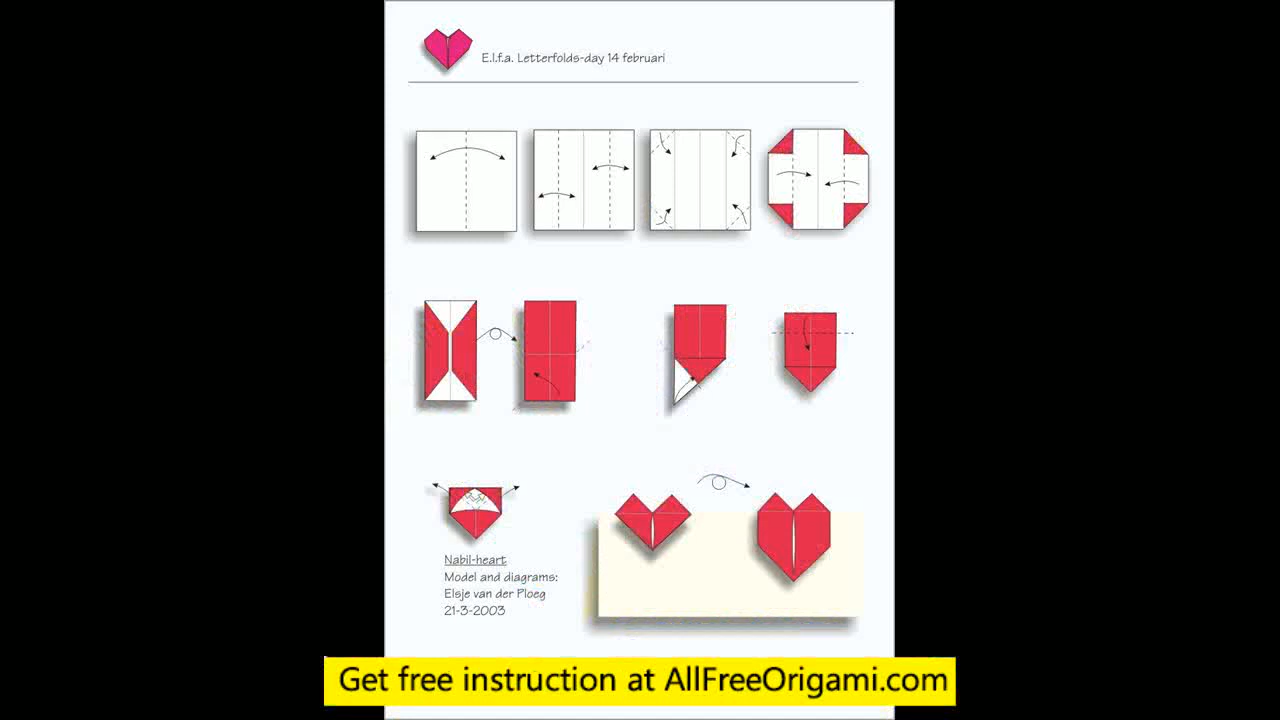 E.l.f.a. Letterfolds-day 14 februari
Nabil-heart
Model and diagrams:
Elsje van der Ploeg
21-3-2003
Get free instruction at AllFreeOrigami.com